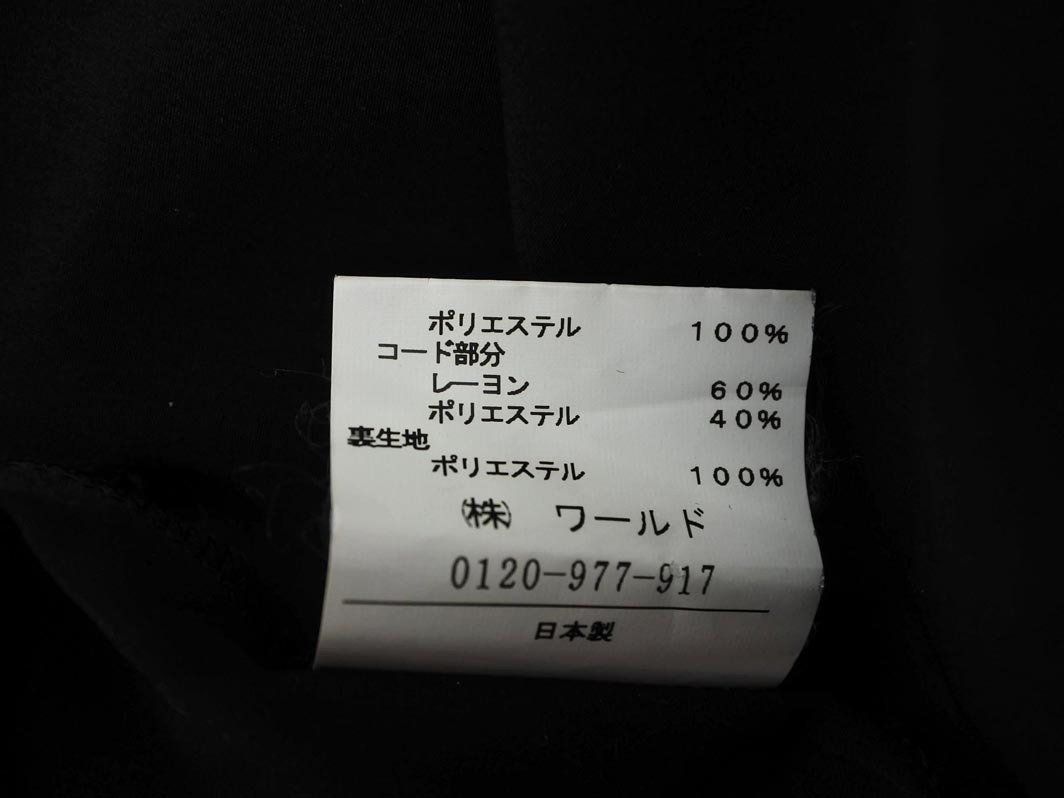 ポリエステル １００％
コード部分
レーヨン ６０％
ポリエステル ４０％
裏生地
ポリエステル １００％
㈱ ワールド
0120-977-917
日本製